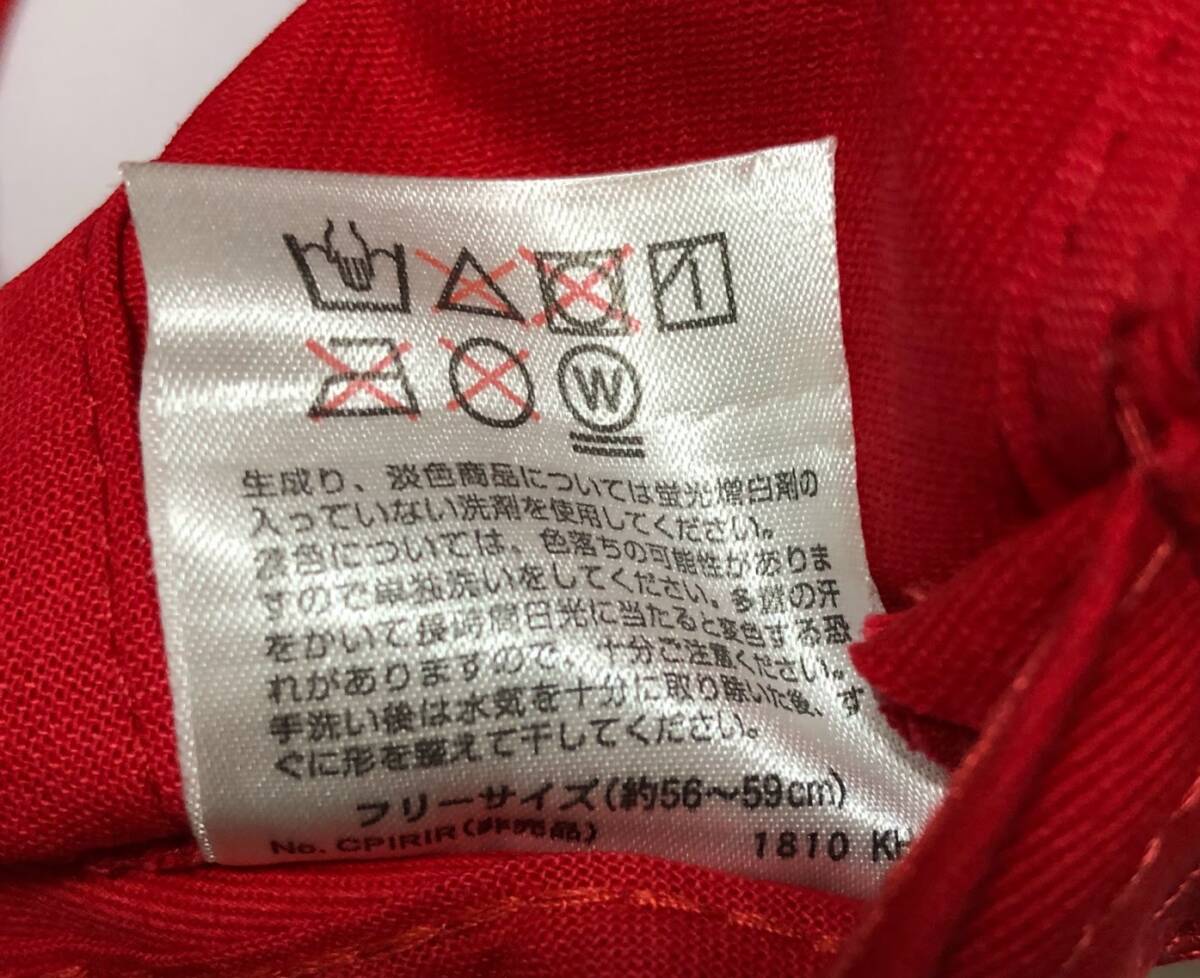 W
生成り、淡色商品については蛍光増白剤の
入っていない洗剤を使用してください。
濃色については、色落ちの可能性がありま
すので単独洗いをしてください。多量の汗
をかいて長時間日光に当たると変色する恐
れがありますので、十分ご注意ください。
手洗い後は水気を十分に取り除いた後、す
ぐに形を整えて干してください。
フリーサイズ(約56〜59cm)
No. CPIRIR(非売品)
1810 KH